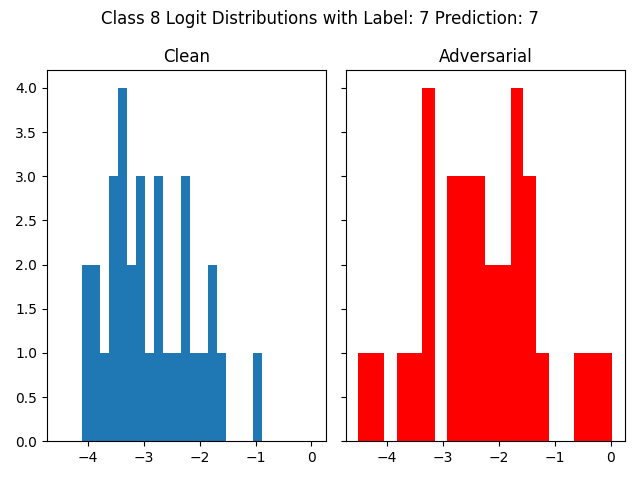 Class 8 Logit Distributions with Label: 7 Prediction: 7
Clean
Adversarial
4.0
3.5
3.0
2.5
2.0
1.5
1.0
0.5
0.0
−4 −3 −2 −1 0
−4 −3 −2 −1 0